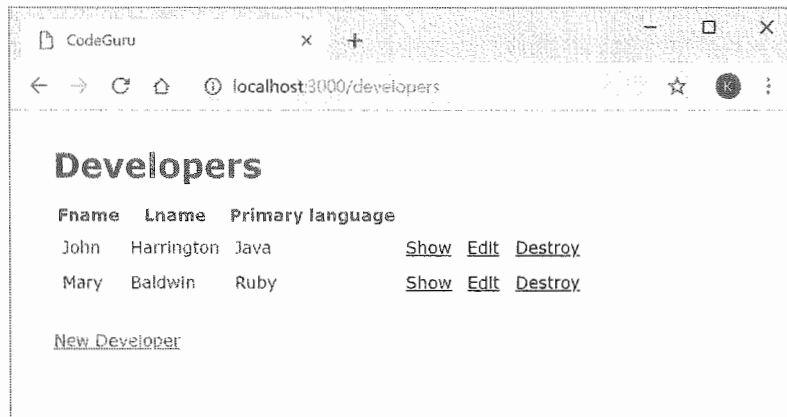 CodeGuru
localhost:3000/developers
K
Developers
Fname Lname Primary language
John Harrington Java Show Edit Destroy
Mary Baldwin Ruby Show Edit Destroy
New Developer